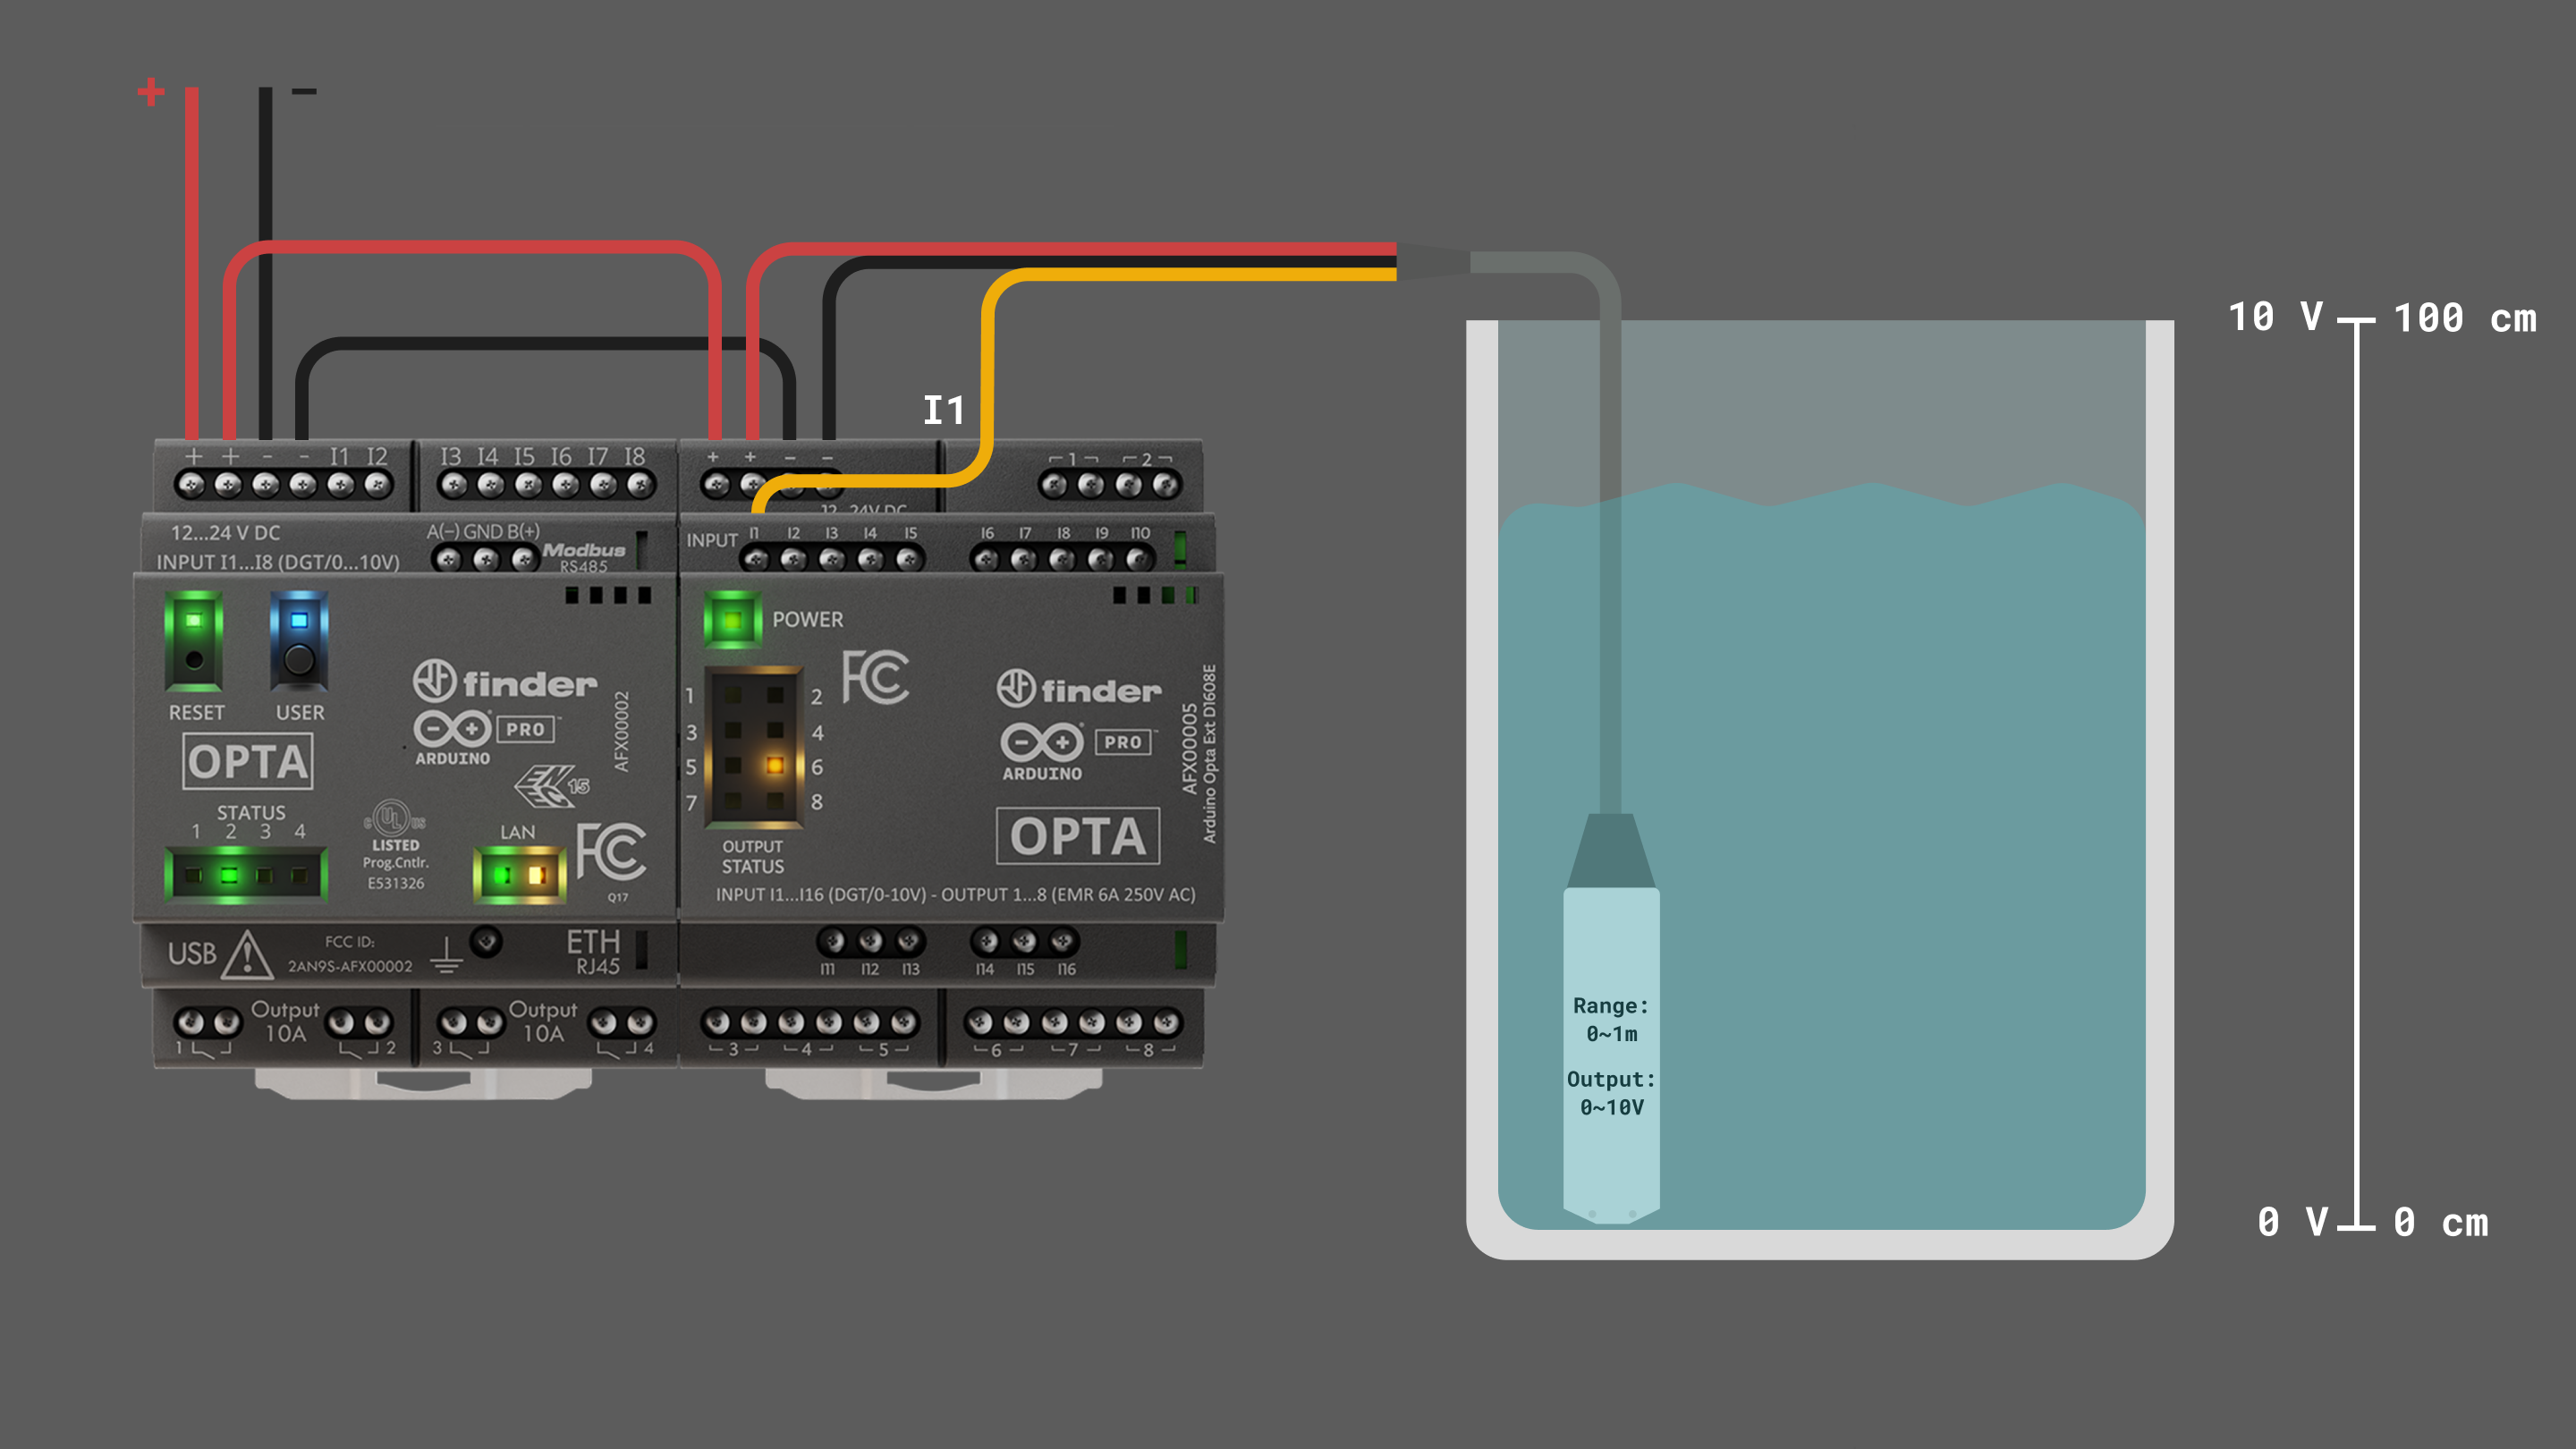 + −
10 V 100 cm
I1
+ + - - I1 I2 I3 I4 I5 I6 I7 I8
+ + − − 1 2
12...24 V DC
A(−) GND B(+)
Modbus
RS485
INPUT I1...I8 (DGT/0...10V)
INPUT I1 I2 I3 I4 I5 I6 I7 I8 I9 I10
12...24V DC
RESET USER
OPTA
finder
ARDUINO
PRO
AFX00002
15
STATUS
1 2 3 4
C UL US
LISTED
Prog.Cntlr.
E531326
LAN
FC
Q17
POWER
FC
1 2
3 4
5 6
7 8
OUTPUT
STATUS
finder
ARDUINO
PRO
™
OPTA
AFX00005
Arduino Opta Ext D1608E
INPUT I1...I16 (DGT/0-10V) - OUTPUT 1...8 (EMR 6A 250V AC)
USB
FCC ID:
2AN9S-AFX00002
ETH
RJ45
I11 I12 I13 I14 I15 I16
1 Output
10A 2
3 Output
10A 4
3 4 5 6 7 8
Range:
0~1m
Output:
0~10V
0 V 0 cm